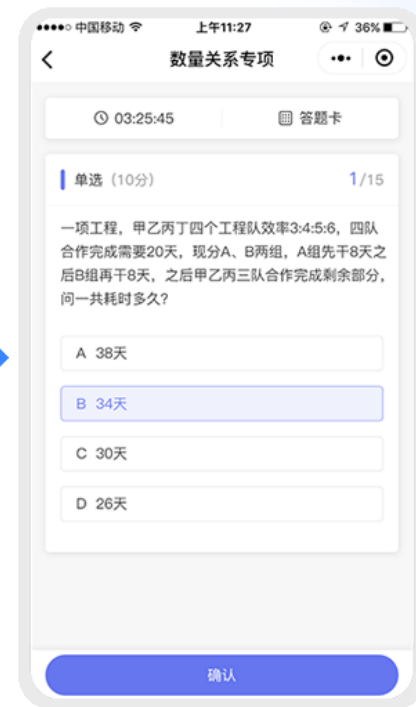 中国移动 上午11:27 36%
数量关系专项
03:25:45 答题卡
单选（10分） 1/15
一项工程，甲乙丙丁四个工程队效率3:4:5:6，四队
合作完成需要20天，现分A、B两组，A组先干8天之
后B组再干8天，之后甲乙丙三队合作完成剩余部分，
问一共耗时多久?
A 38天
B 34天
C 30天
D 26天
确认